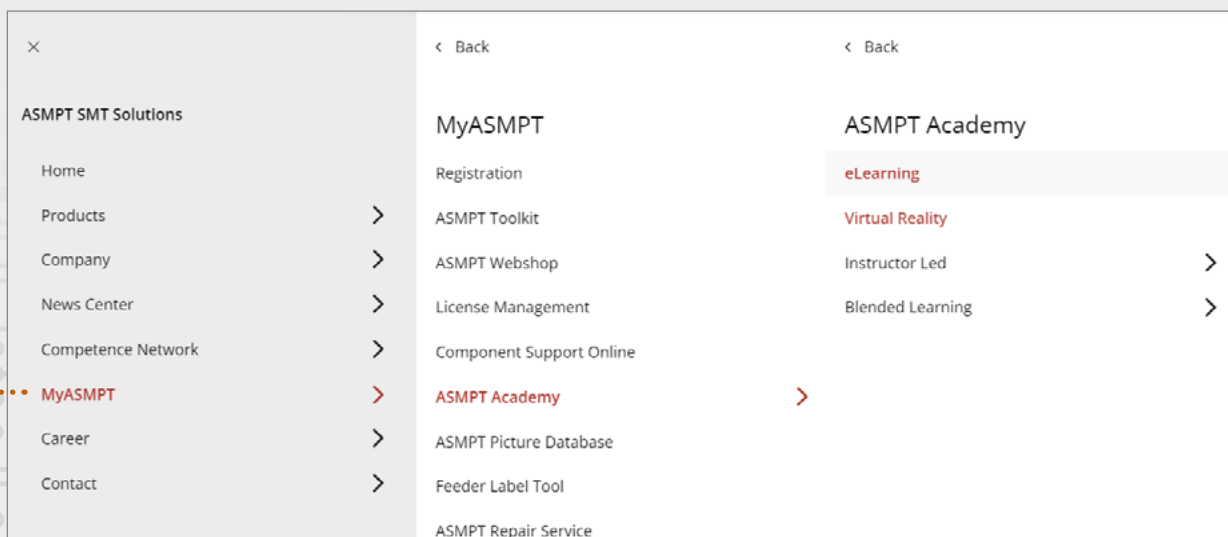 ASMPT SMT Solutions
Home
Products
Company
News Center
Competence Network
MyASMPT
Career
Contact
Back
MyASMPT
Registration
ASMPT Toolkit
ASMPT Webshop
License Management
Component Support Online
ASMPT Academy
ASMPT Picture Database
Feeder Label Tool
ASMPT Repair Service
Back
ASMPT Academy
eLearning
Virtual Reality
Instructor Led
Blended Learning